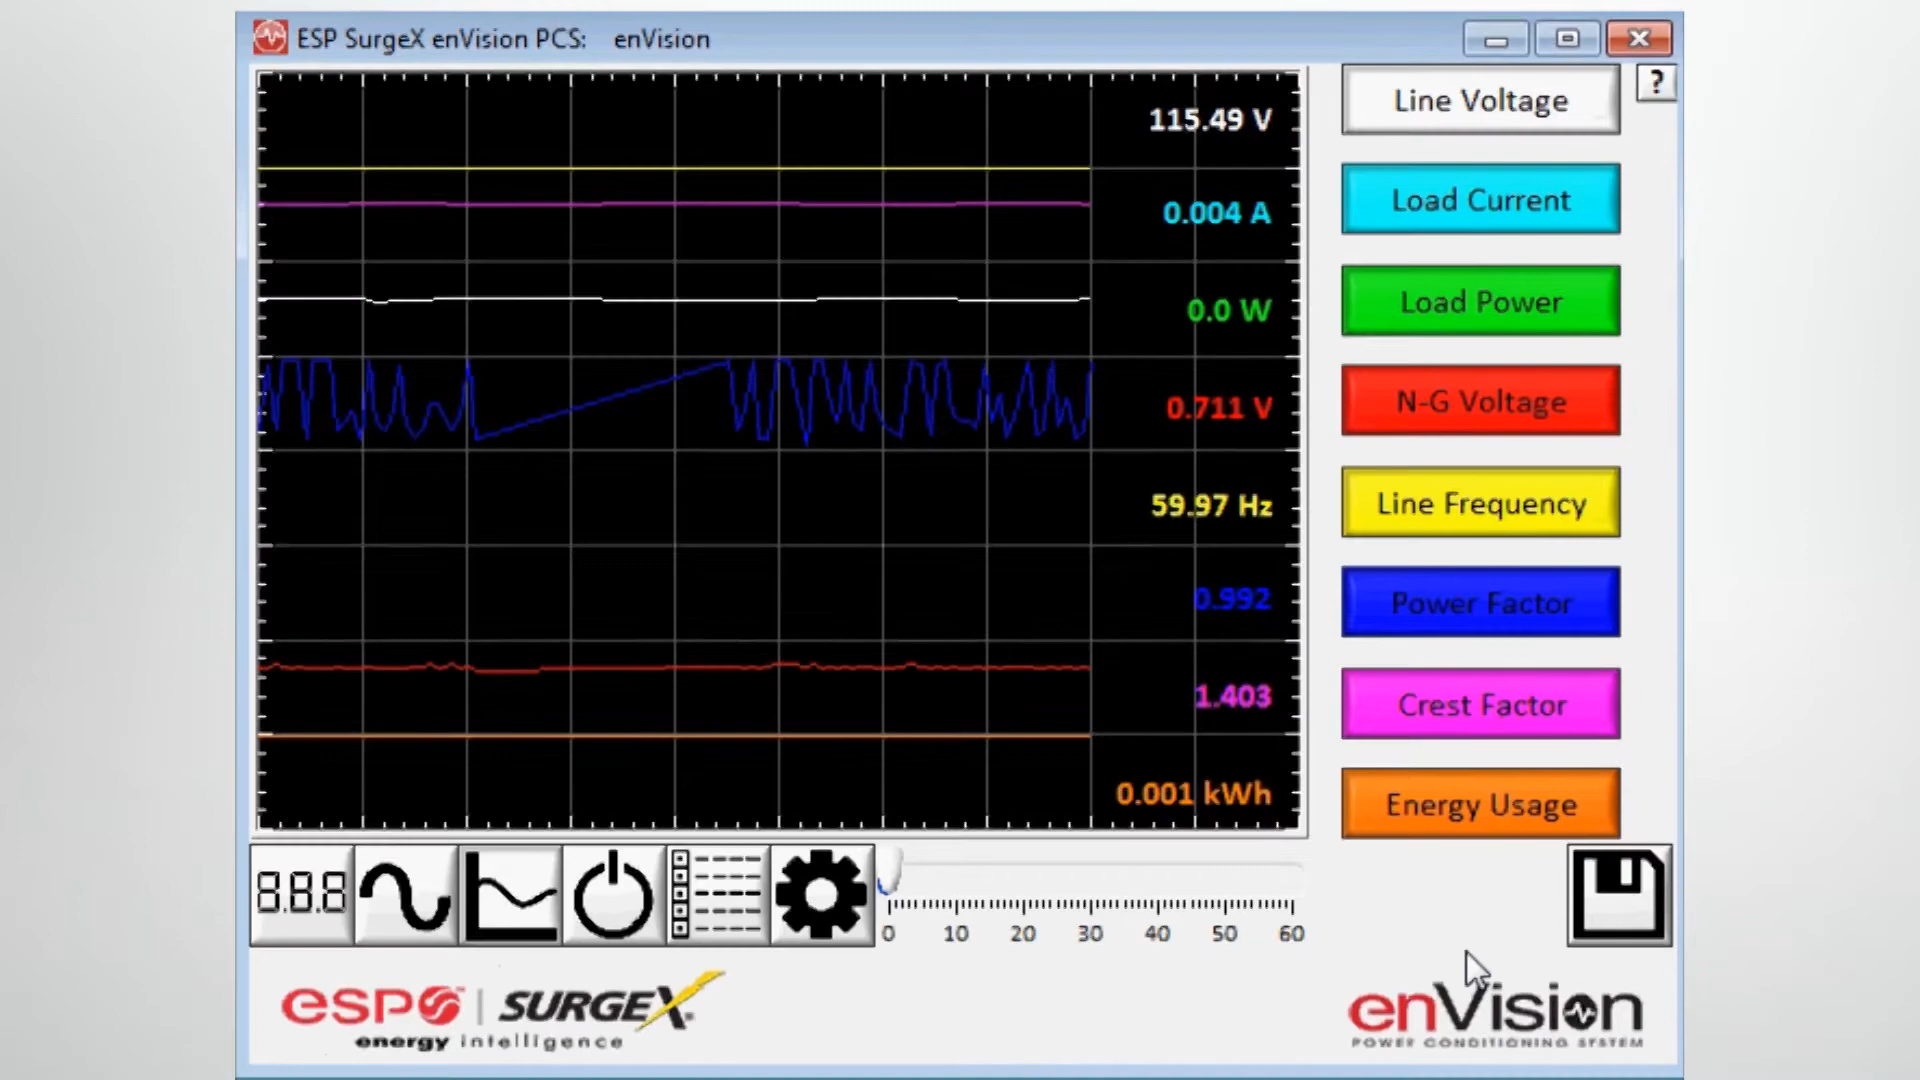 ESP SurgeX enVision PCS: enVision
?
115.49 V
0.004 A
0.0 W
0.711 V
59.97 Hz
0.992
1.403
0.001 kWh
Line Voltage
Load Current
Load Power
N-G Voltage
Line Frequency
Power Factor
Crest Factor
Energy Usage
8.8.8
0 10 20 30 40 50 60
esp | SURGEX
energy intelligence
enVision
POWER CONDITIONING SYSTEM